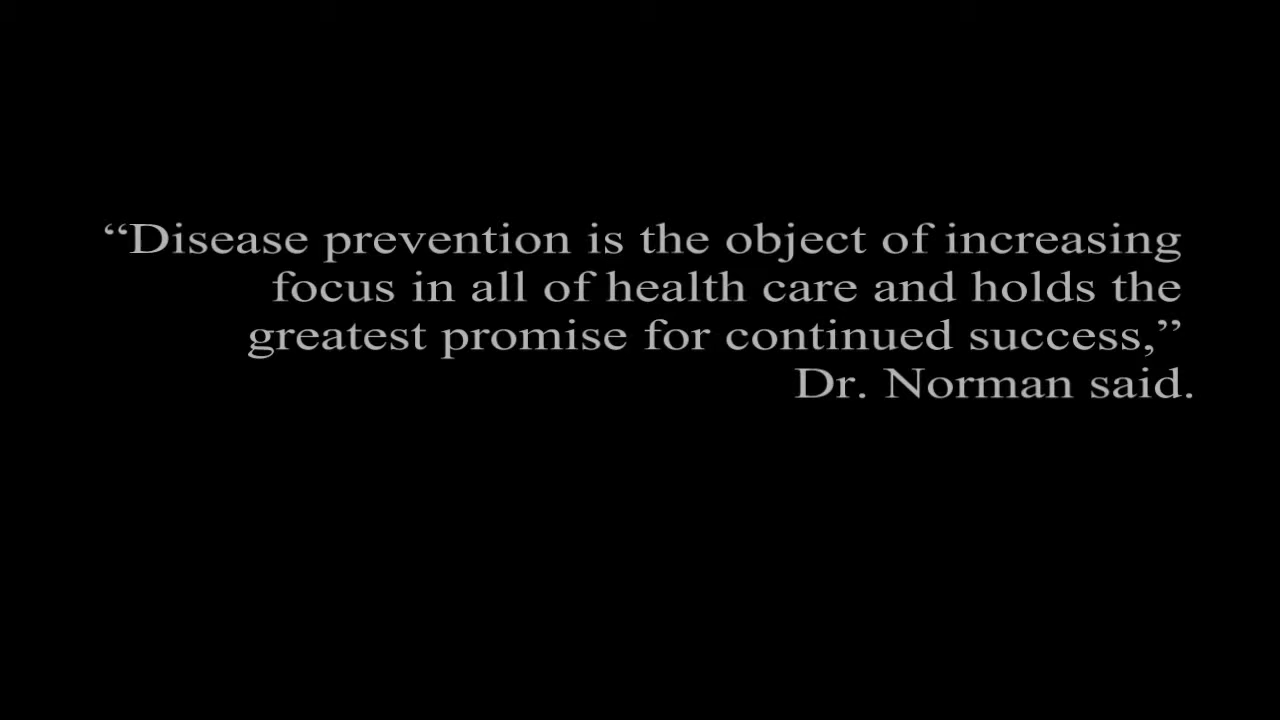 “Disease prevention is the object of increasing
focus in all of health care and holds the
greatest promise for continued success,”
Dr. Norman said.